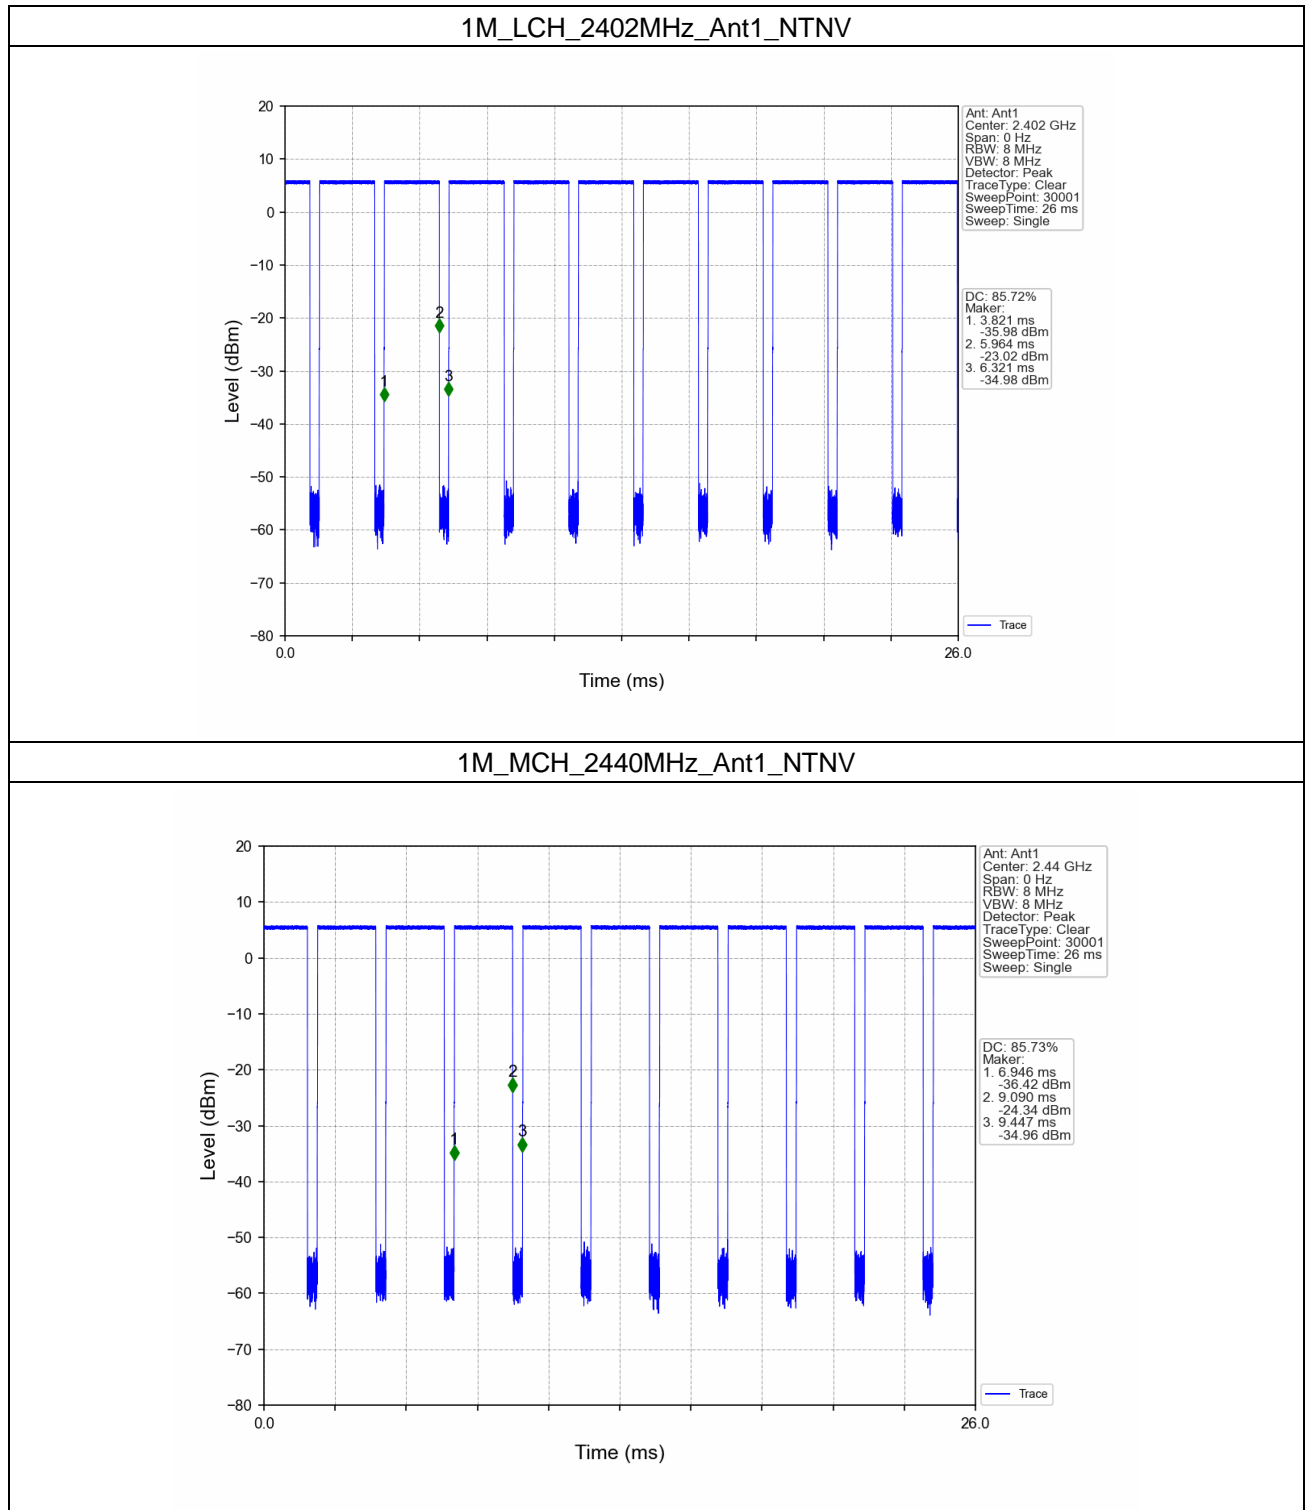 1M_LCH_2402MHz_Ant1_NTNV
20
10
0
−10
−20
−30
−40
−50
−60
−70
−80
Level (dBm)
0.0
26.0
Time (ms)
1
2
3
Ant: Ant1
Center: 2.402 GHz
Span: 0 Hz
RBW: 8 MHz
VBW: 8 MHz
Detector: Peak
TraceType: Clear
SweepPoint: 30001
SweepTime: 26 ms
Sweep: Single
DC: 85.72%
Maker:
1. 3.821 ms
-35.98 dBm
2. 5.964 ms
-23.02 dBm
3. 6.321 ms
-34.98 dBm
Trace
1M_MCH_2440MHz_Ant1_NTNV
20
10
0
−10
−20
−30
−40
−50
−60
−70
−80
Level (dBm)
0.0
26.0
Time (ms)
1
2
3
Ant: Ant1
Center: 2.44 GHz
Span: 0 Hz
RBW: 8 MHz
VBW: 8 MHz
Detector: Peak
TraceType: Clear
SweepPoint: 30001
SweepTime: 26 ms
Sweep: Single
DC: 85.73%
Maker:
1. 6.946 ms
-36.42 dBm
2. 9.090 ms
-24.34 dBm
3. 9.447 ms
-34.96 dBm
Trace